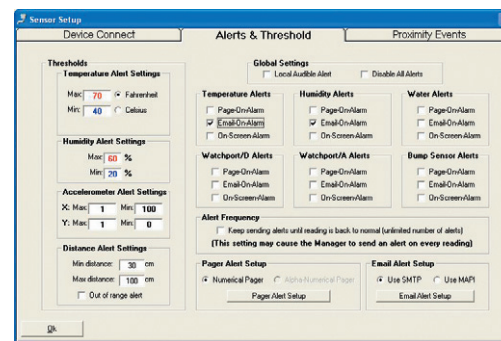 Sensor Setup
Device Connect
Alerts & Threshold
Proximity Events
Thresholds
Temperature Alert Settings
Max: 70 Fahrenheit
Min: 40 Celsius
Humidity Alert Settings
Max: 60 %
Min: 20 %
Accelerometer Alert Settings
X: Max: 1 Min: 100
Y: Max: 1 Min: 0
Distance Alert Settings
Min distance: 30 cm
Max distance: 100 cm
Out of range alert
Global Settings
Local Audible Alert Disable All Alerts
Temperature Alerts
Page-On-Alarm
Email-On-Alarm
On-Screen-Alarm
Humidity Alerts
Page-On-Alarm
Email-On-Alarm
On-Screen-Alarm
Water Alerts
Page-On-Alarm
Email-On-Alarm
On-Screen-Alarm
Watchport/D Alerts
Page-On-Alarm
Email-On-Alarm
On-Screen-Alarm
Watchport/A Alerts
Page-On-Alarm
Email-On-Alarm
On-Screen-Alarm
Bump Sensor Alerts
Page-On-Alarm
Email-On-Alarm
On-Screen-Alarm
Alert Frequency
Keep sending alerts until reading is back to normal (unlimited number of alerts)
(This setting may cause the Manager to send an alert on every reading)
Pager Alert Setup
Numerical Pager Alpha-Numerical Pager
Pager Alert Setup
Email Alert Setup
Use SMTP Use MAPI
Email Alert Setup
Ok